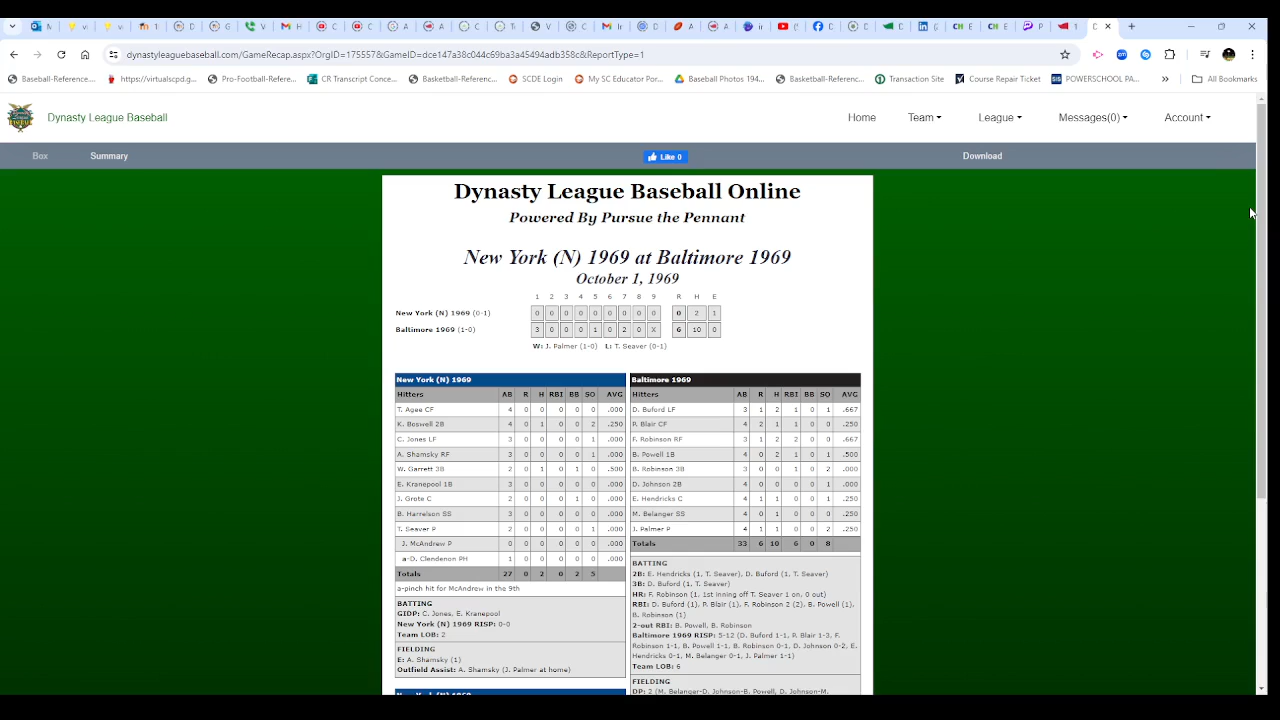 dynastyleaguebaseball.com/GameRecap.aspx?OrgID=175557&GameID=dce147a38c044c69ba3a45494adb358c&ReportType=1
Baseball-Reference... https://virtualscpd.g... Pro-Football-Refere... CR Transcript Conce... Basketball-Referenc... SCDE Login My SC Educator Por... Baseball Photos 194... Basketball-Referenc... Transaction Site Course Repair Ticket POWERSCHOOL PA... All Bookmarks
Dynasty League Baseball Home Team League Messages(0) Account
Box Summary Like 0 Download
Dynasty League Baseball Online
Powered By Pursue the Pennant
New York (N) 1969 at Baltimore 1969
October 1, 1969
1 2 3 4 5 6 7 8 9 R H E
New York (N) 1969 (0-1) 0 0 0 0 0 0 0 0 0 0 2 1
Baltimore 1969 (1-0) 3 0 0 0 1 0 2 0 X 6 10 0
W: J. Palmer (1-0) L: T. Seaver (0-1)
New York (N) 1969
Hitters AB R H RBI BB SO AVG
T. Agee CF 4 0 0 0 0 0 .000
K. Boswell 2B 4 0 1 0 0 2 .250
C. Jones LF 3 0 0 0 0 1 .000
A. Shamsky RF 3 0 0 0 0 1 .000
W. Garrett 3B 2 0 1 0 1 0 .500
E. Kranepool 1B 3 0 0 0 0 0 .000
J. Grote C 2 0 0 0 1 0 .000
B. Harrelson SS 3 0 0 0 0 0 .000
T. Seaver P 2 0 0 0 0 1 .000
J. McAndrew P 0 0 0 0 0 0 .000
a-D. Clendenon PH 1 0 0 0 0 0 .000
Totals 27 0 2 0 2 5
a-pinch hit for McAndrew in the 9th
BATTING
GIDP: C. Jones, E. Kranepool
New York (N) 1969 RISP: 0-0
Team LOB: 2
FIELDING
E: A. Shamsky (1)
Outfield Assist: A. Shamsky (J. Palmer at home)
New York (N) 1969
Baltimore 1969
Hitters AB R H RBI BB SO AVG
D. Buford LF 3 1 2 1 0 1 .667
P. Blair CF 4 2 1 1 0 0 .250
F. Robinson RF 3 1 2 2 0 0 .667
B. Powell 1B 4 0 2 1 0 1 .500
B. Robinson 3B 3 0 0 1 0 2 .000
D. Johnson 2B 4 0 0 0 0 1 .000
E. Hendricks C 4 1 1 0 0 1 .250
M. Belanger SS 4 0 1 0 0 0 .250
J. Palmer P 4 1 1 0 0 2 .250
Totals 33 6 10 6 0 8
BATTING
2B: E. Hendricks (1, T. Seaver), D. Buford (1, T. Seaver)
3B: D. Buford (1, T. Seaver)
HR: F. Robinson (1, 1st inning off T. Seaver 1 on, 0 out)
RBI: D. Buford (1), P. Blair (1), F. Robinson 2 (2), B. Powell (1),
B. Robinson (1)
2-out RBI: B. Powell, B. Robinson
Baltimore 1969 RISP: 5-12 (D. Buford 1-1, P. Blair 1-3, F.
Robinson 1-1, B. Powell 1-1, B. Robinson 0-1, D. Johnson 0-2, E.
Hendricks 0-1, M. Belanger 0-1, J. Palmer 1-1)
Team LOB: 6
FIELDING
DP: 2 (M. Belanger-D. Johnson-B. Powell, D. Johnson-M.